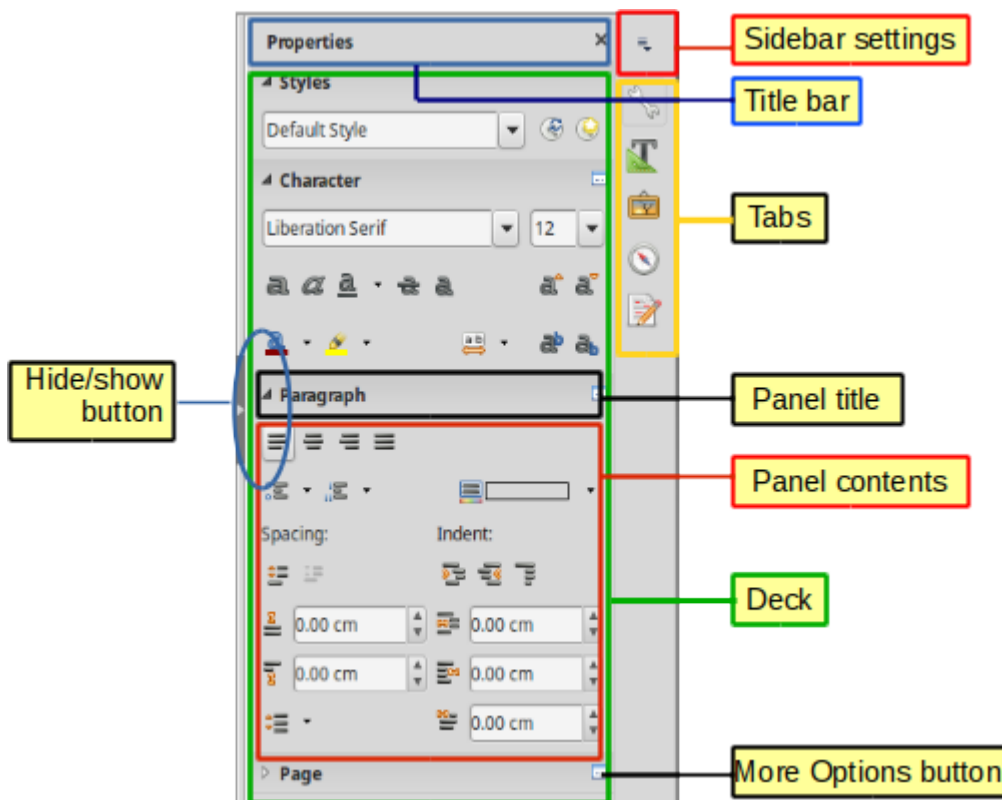 Properties
Sidebar settings
Styles
Title bar
Default Style
Character
Liberation Serif
12
Tabs
Hide/show
button
Paragraph
Panel title
Panel contents
Spacing:
Indent:
0.00 cm
0.00 cm
Deck
0.00 cm
0.00 cm
0.00 cm
Page
More Options button